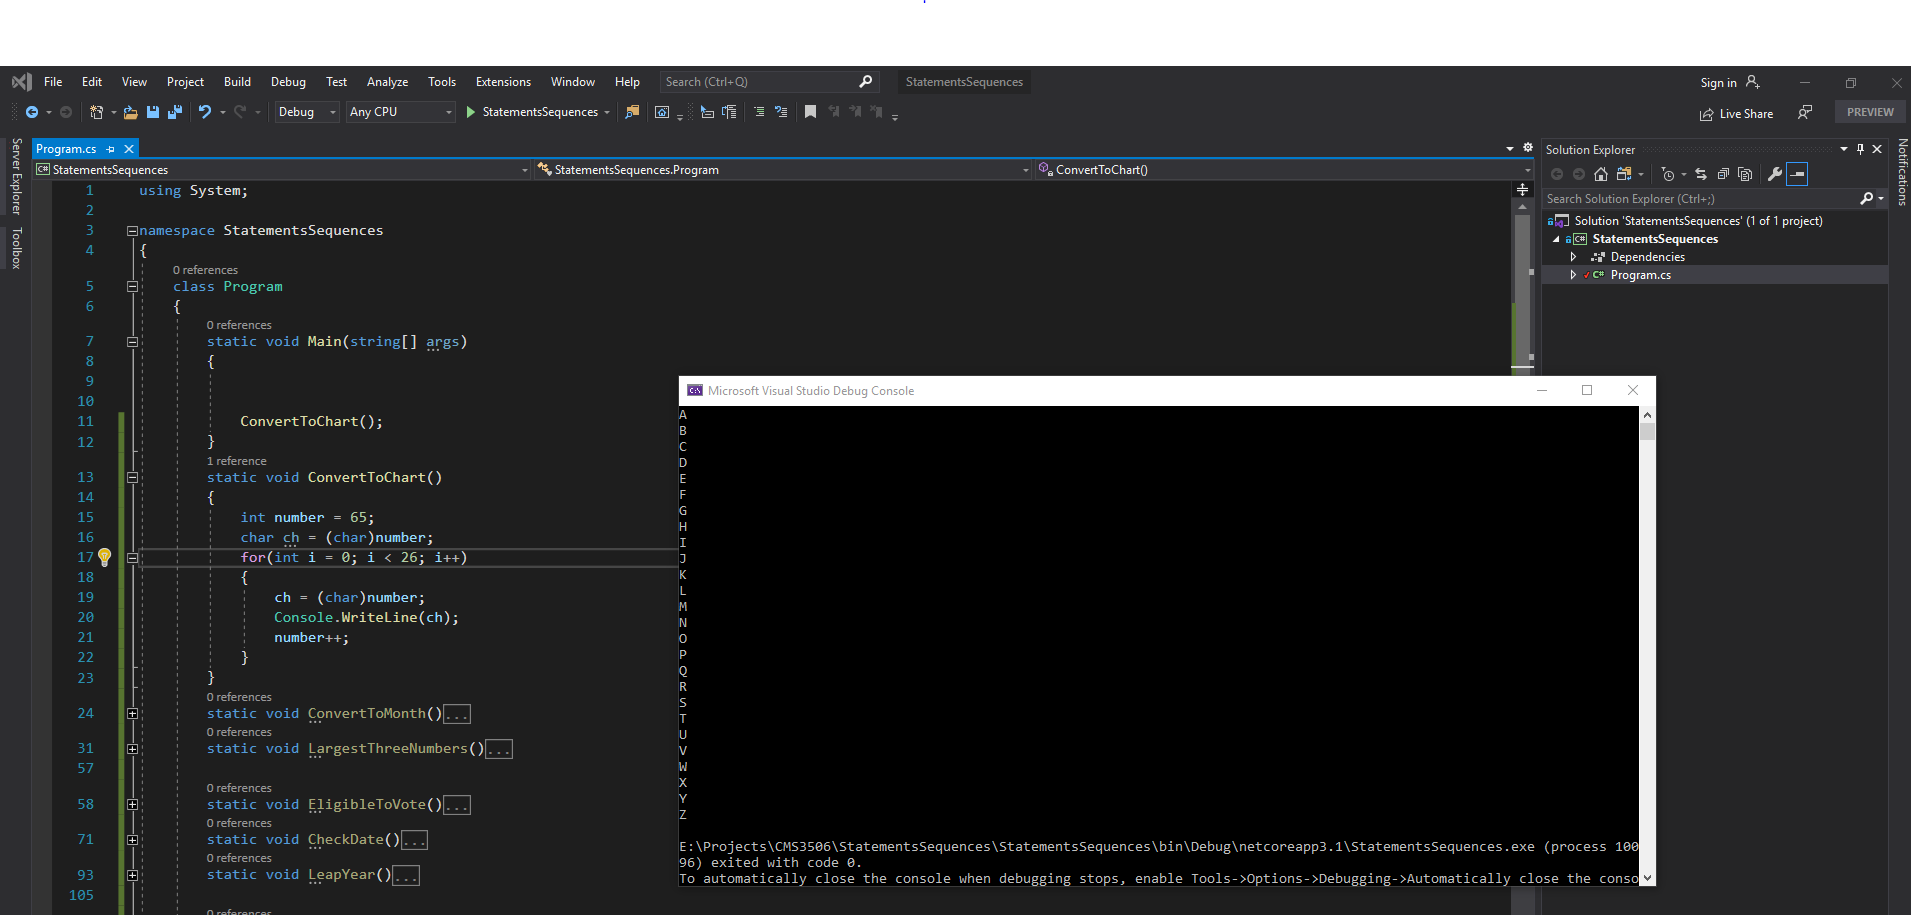 File Edit View Project Build Debug Test Analyze Tools Extensions Window Help Search (Ctrl+Q) StatementsSequences Sign in
Debug Any CPU StatementsSequences Live Share PREVIEW
Server Explorer
Toolbox
Program.cs
StatementsSequences StatementsSequences.Program ConvertToChart()
1 using System;
2
3 namespace StatementsSequences
4 {
0 references
5 class Program
6 {
0 references
7 static void Main(string[] args)
8 {
9
10
11 ConvertToChart();
12 }
1 reference
13 static void ConvertToChart()
14 {
15 int number = 65;
16 char ch = (char)number;
17 for(int i = 0; i < 26; i++)
18 {
19 ch = (char)number;
20 Console.WriteLine(ch);
21 number++;
22 }
23 }
0 references
24 static void ConvertToMonth()...
0 references
31 static void LargestThreeNumbers()...
57
0 references
58 static void EligibleToVote()...
0 references
71 static void CheckDate()...
0 references
93 static void LeapYear()...
105
0 references
Microsoft Visual Studio Debug Console
A
B
C
D
E
F
G
H
I
J
K
L
M
N
O
P
Q
R
S
T
U
V
W
X
Y
Z
E:\Projects\CMS3506\StatementsSequences\StatementsSequences\bin\Debug\netcoreapp3.1\StatementsSequences.exe (process 100
96) exited with code 0.
To automatically close the console when debugging stops, enable Tools->Options->Debugging->Automatically close the conso
Solution Explorer
Search Solution Explorer (Ctrl+;)
Solution 'StatementsSequences' (1 of 1 project)
C# StatementsSequences
Dependencies
C# Program.cs
Notifications